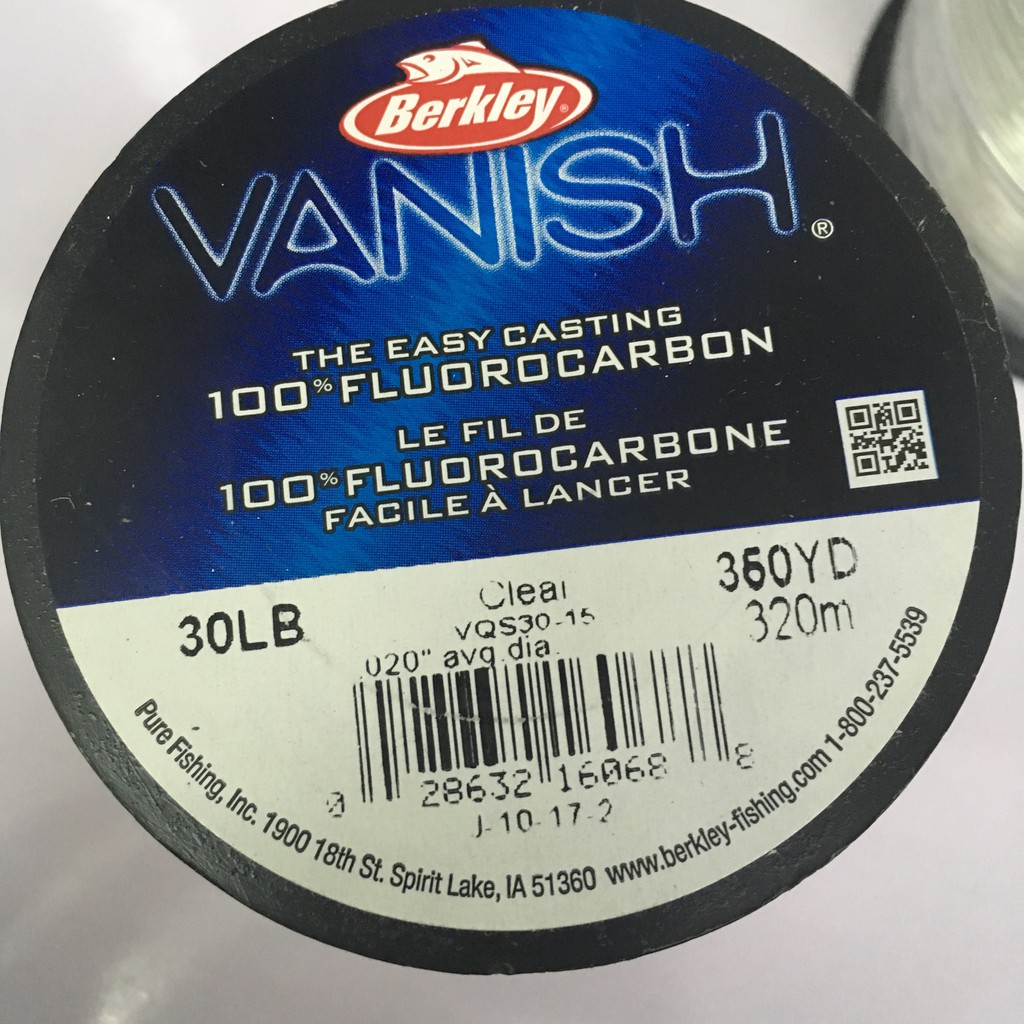 Berkley®
VANISH®
THE EASY CASTING
100% FLUOROCARBON
LE FIL DE
100% FLUOROCARBONE
FACILE À LANCER
30LB
Clear
VQS30-15
.020" avg.dia.
350YD
320m
0 28632 16068 8
J-10-17-2
Pure Fishing, Inc. 1900 18th St. Spirit Lake, IA 51360 www.berkley-fishing.com 1-800-237-5539